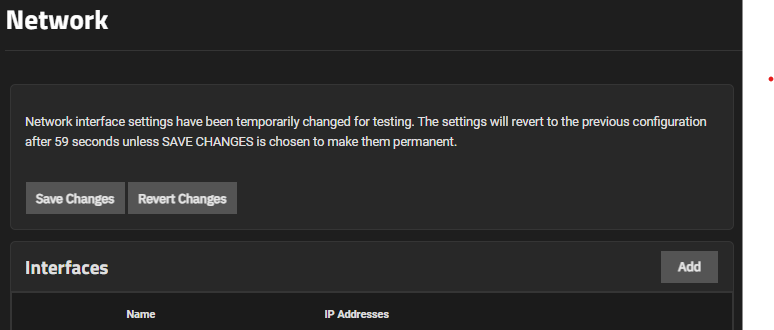 Network
Network interface settings have been temporarily changed for testing. The settings will revert to the previous configuration
after 59 seconds unless SAVE CHANGES is chosen to make them permanent.
Save Changes Revert Changes
Interfaces Add
Name IP Addresses